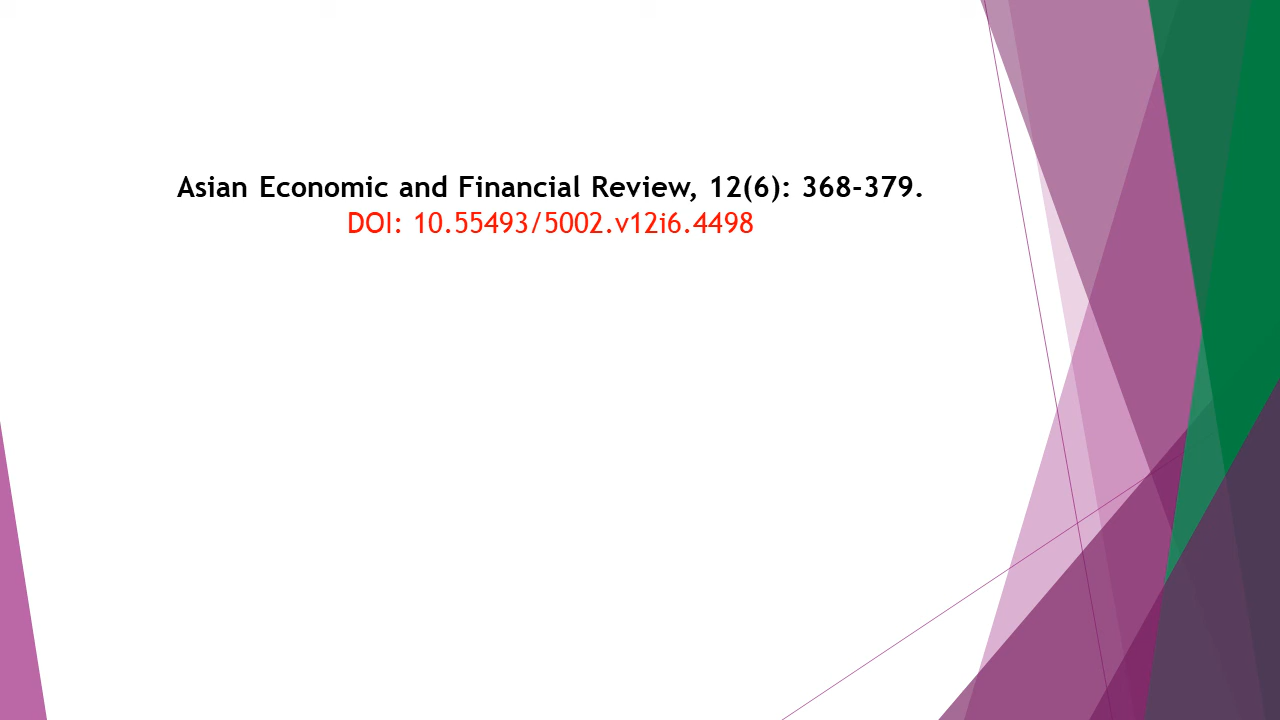 Asian Economic and Financial Review, 12(6): 368-379.
DOI: 10.55493/5002.v12i6.4498